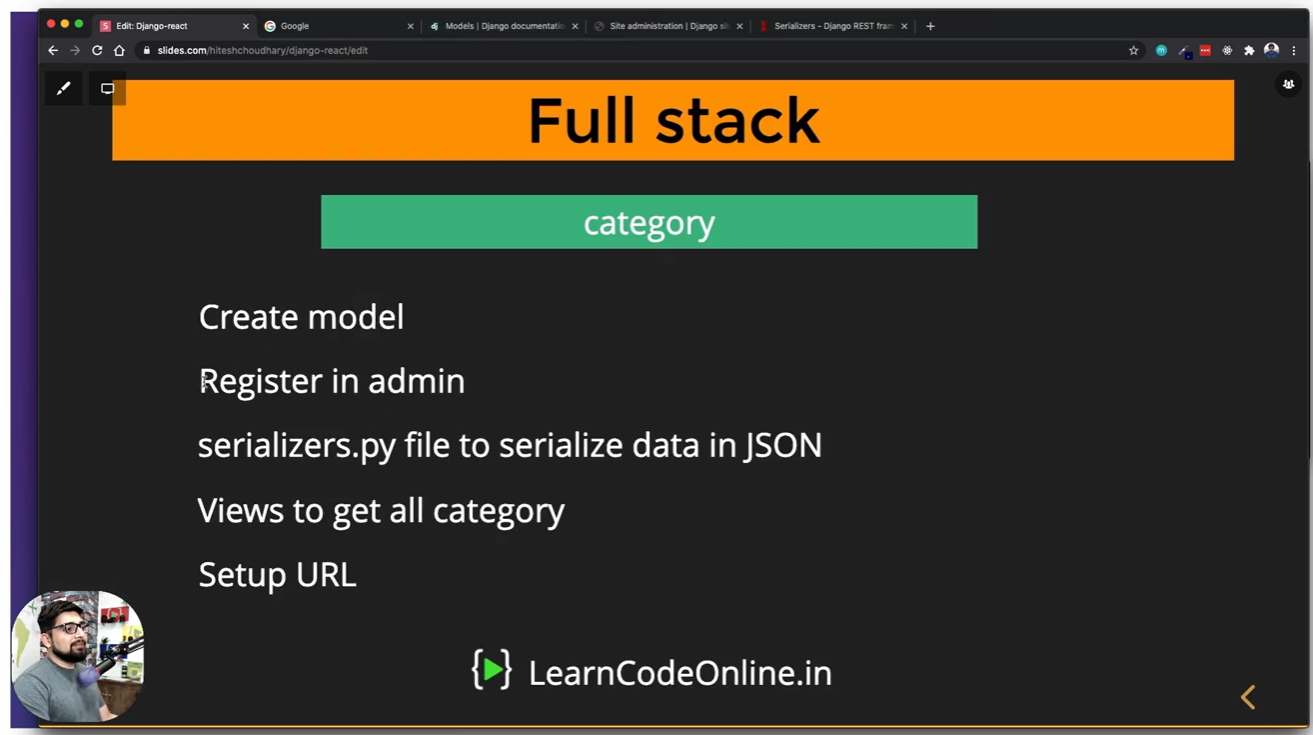 Edit: Django-react
Google
Models | Django documentatio
Site administration | Django si
Serializers - Django REST fram
slides.com/hiteshchoudhary/django-react/edit
Full stack
category
Create model
Register in admin
serializers.py file to serialize data in JSON
Views to get all category
Setup URL
LearnCodeOnline.in